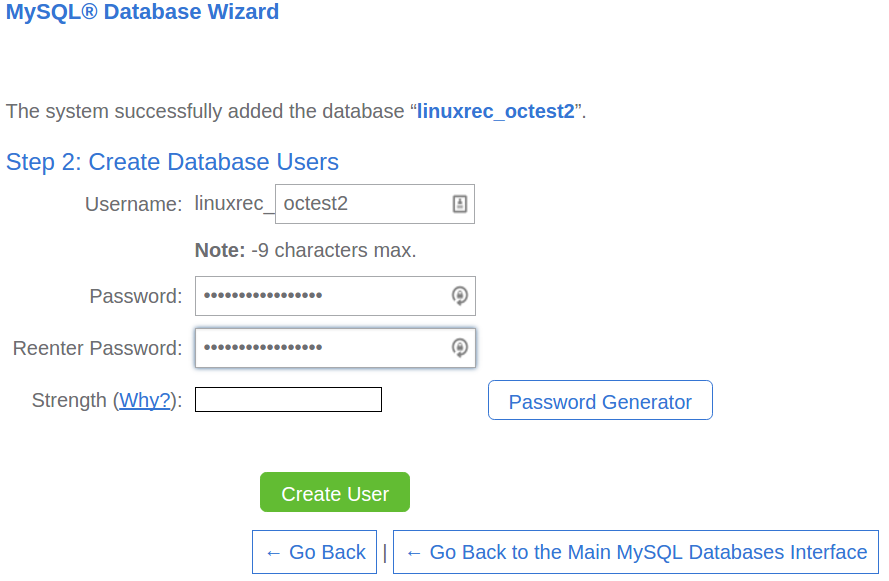 MySQL® Database Wizard
The system successfully added the database “linuxrec_octest2”.
Step 2: Create Database Users
Username: linuxrec_ octest2
Note: -9 characters max.
Password: •••••••••••••••••
Reenter Password: •••••••••••••••••
Strength (Why?): Password Generator
Create User
← Go Back | ← Go Back to the Main MySQL Databases Interface